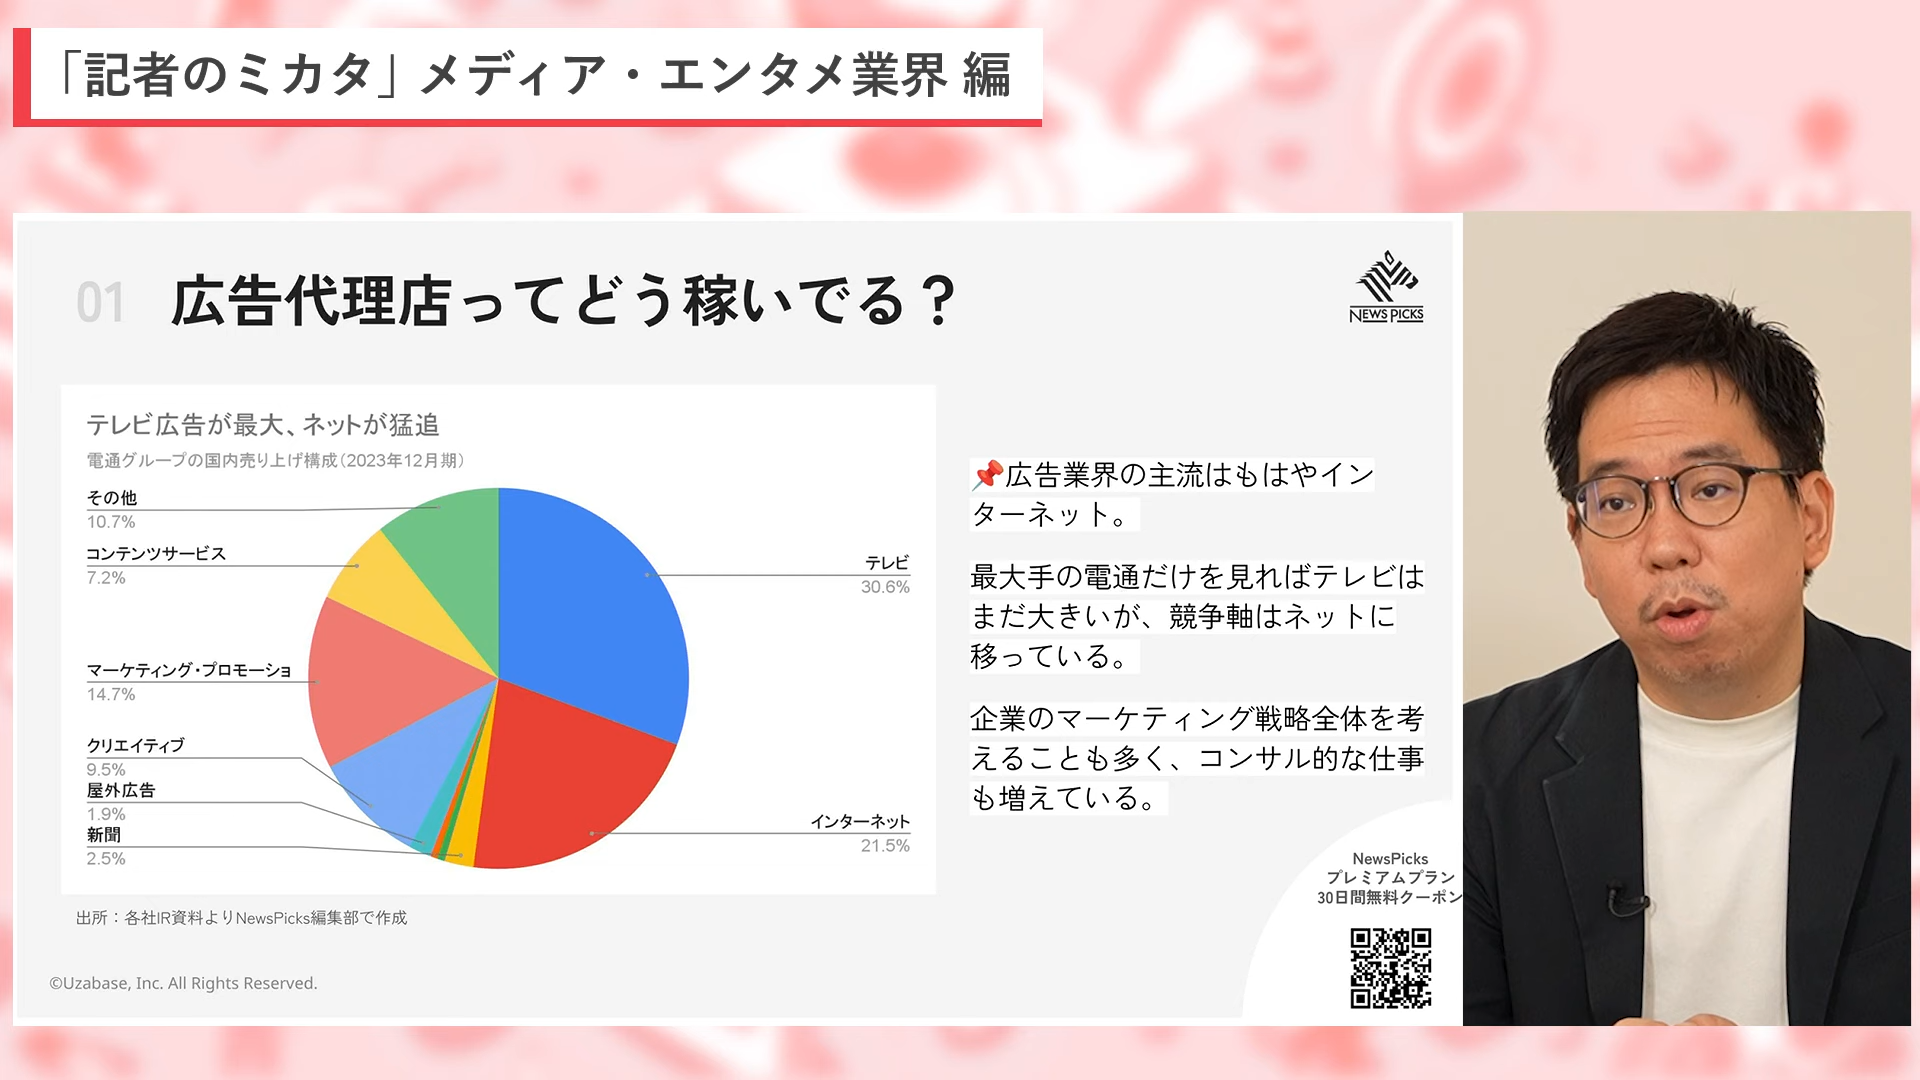 「記者のミカタ」メディア・エンタメ業界 編
01 広告代理店ってどう稼いでる？
NEWS PICKS
テレビ広告が最大、ネットが猛追
電通グループの国内売り上げ構成（2023年12月期）
その他
10.7%
コンテンツサービス
7.2%
マーケティング・プロモーショ
14.7%
クリエイティブ
9.5%
屋外広告
1.9%
新聞
2.5%
テレビ
30.6%
インターネット
21.5%
📌広告業界の主流はもはやイン
ターネット。
最大手の電通だけを見ればテレビは
まだ大きいが、競争軸はネットに
移っている。
企業のマーケティング戦略全体を考
えることも多く、コンサル的な仕事
も増えている。
出所：各社IR資料よりNewsPicks編集部で作成
©Uzabase, Inc. All Rights Reserved.
NewsPicks
プレミアムプラン
30日間無料クーポン